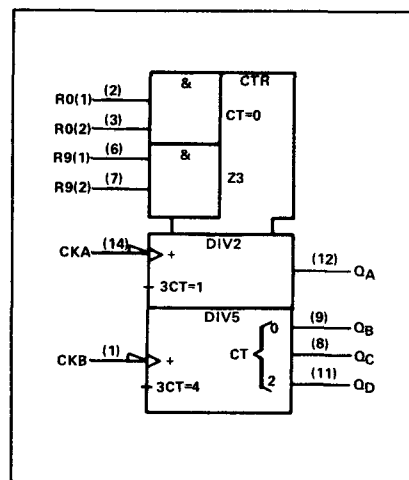 & CTR
R0(1) (2)
CT=0
R0(2) (3)
R9(1) (6) &
Z3
R9(2) (7)
DIV2
CKA (14) +
(12) QA
3CT=1
DIV5
(9) QB
0
CKB (1) +
CT (8) QC
3CT=4
2 (11) QD